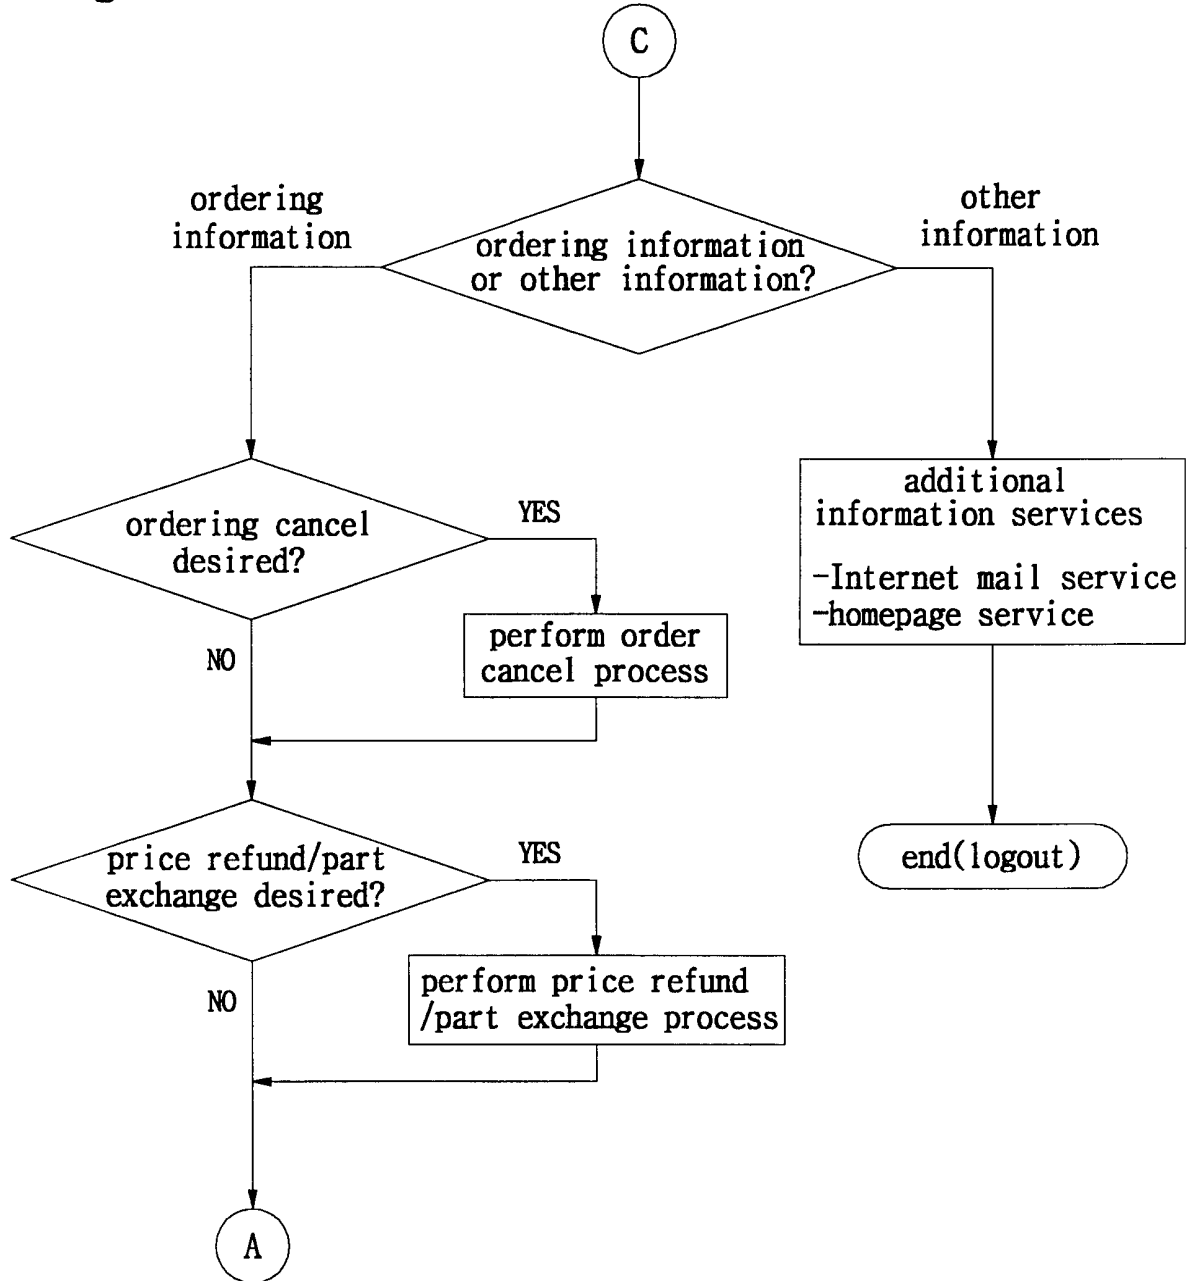 C
ordering
information
other
information
ordering information
or other information?
ordering cancel
desired?
YES
additional
information services
-Internet mail service
-homepage service
perform order
cancel process
NO
price refund/part
exchange desired?
YES
end(logout)
perform price refund
/part exchange process
NO
A